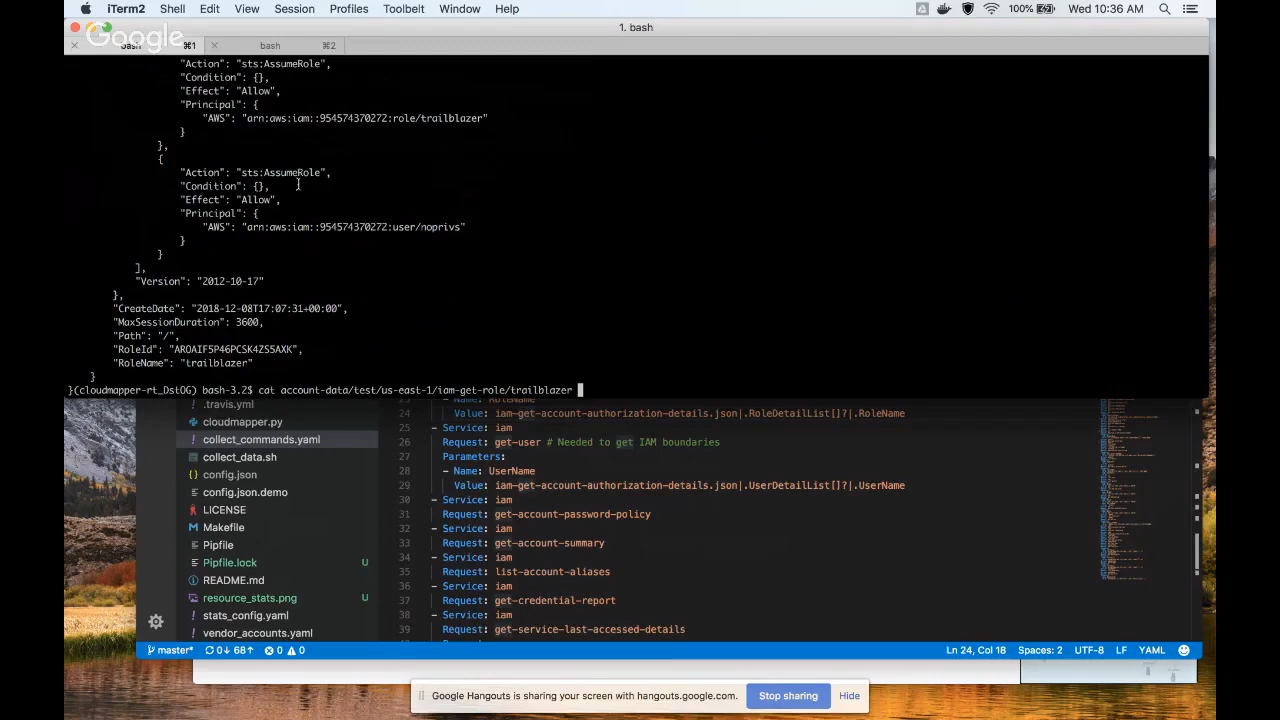 iTerm2 Shell Edit View Session Profiles Toolbelt Window Help 100% Wed 10:36 AM
1. bash
Google
bash ⌘1 bash ⌘2
"Action": "sts:AssumeRole",
"Condition": {},
"Effect": "Allow",
"Principal": {
"AWS": "arn:aws:iam::954574370272:role/trailblazer"
}
},
{
"Action": "sts:AssumeRole",
"Condition": {},
"Effect": "Allow",
"Principal": {
"AWS": "arn:aws:iam::954574370272:user/noprivs"
}
}
],
"Version": "2012-10-17"
},
"CreateDate": "2018-12-08T17:07:31+00:00",
"MaxSessionDuration": 3600,
"Path": "/",
"RoleId": "AROAIF5P46PCSK4ZS5AXK",
"RoleName": "trailblazer"
}
}(cloudmapper-rt_DstOG) bash-3.2$ cat account-data/test/us-east-1/iam-get-role/trailblazer
.travis.yml
cloudmapper.py
! collect_commands.yaml
collect_data.sh
config.json
config.json.demo
LICENSE
Makefile
Pipfile
Pipfile.lock U
README.md
resource_stats.png U
stats_config.yaml
vendor_accounts.yaml
- Name: RoleName
24 Value: iam-get-account-authorization-details.json|.RoleDetailList[]?|.RoleName
25 - Service: iam
26 Request: get-user # Needed to get IAM boundaries
27 Parameters:
28 - Name: UserName
29 Value: iam-get-account-authorization-details.json|.UserDetailList[]?|.UserName
30 - Service: iam
31 Request: get-account-password-policy
32 - Service: iam
33 Request: get-account-summary
34 - Service: iam
35 Request: list-account-aliases
36 - Service: iam
37 Request: get-credential-report
38 - Service: iam
39 Request: get-service-last-accessed-details
master* 0↓ 68↑ 0 0 Ln 24, Col 18 Spaces: 2 UTF-8 LF YAML
Google Hangouts is sharing your screen with hangouts.google.com. Stop sharing Hide